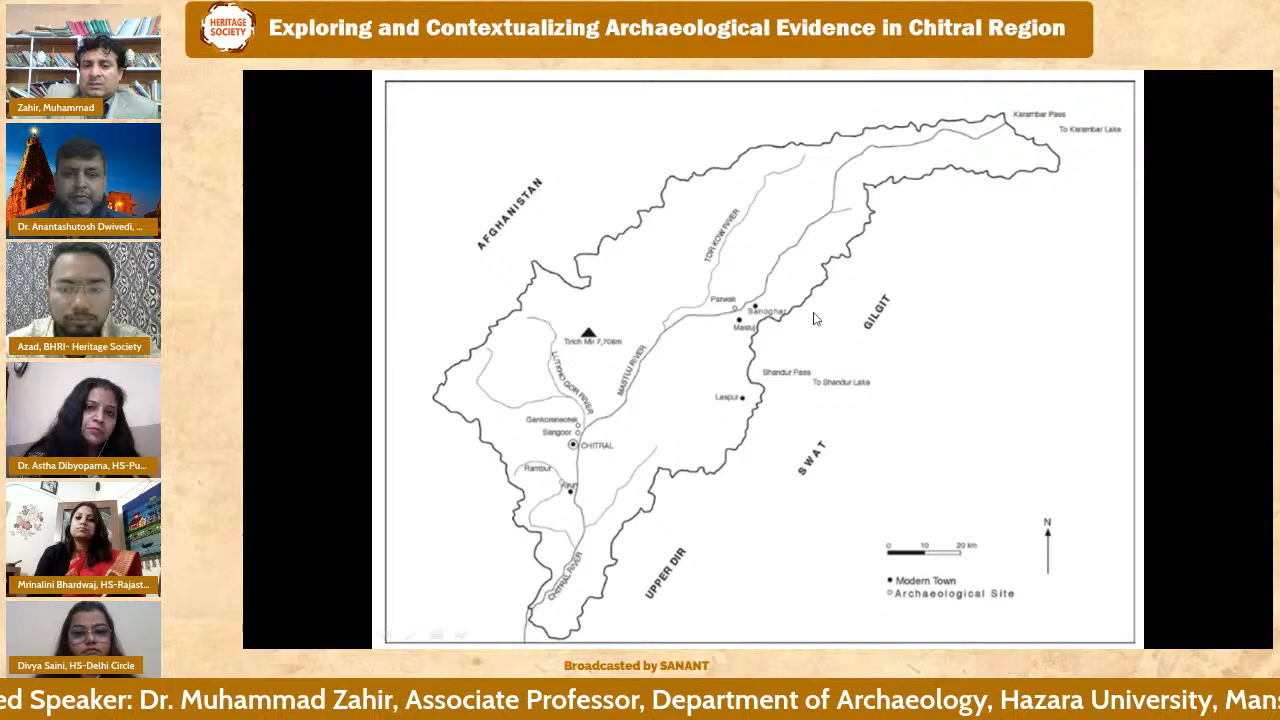 HERITAGE
SOCIETY
Exploring and Contextualizing Archaeological Evidence in Chitral Region
Zahir, Muhammad
Dr. Anantashutosh Dwivedi, ...
Azad, BHRI- Heritage Society
Dr. Astha Dibyopama, HS-Pu...
Mrinalini Bhardwaj, HS-Rajast...
Divya Saini, HS-Delhi Circle
Karambar Pass
To Karambar Lake
AFGHANISTAN
TOR KOW RIVER
Parwak
Sanoghar
Mastuj
GILGIT
Tirich Mir 7,708m
LUTKHO GOR RIVER
MASTUJ RIVER
Shandur Pass
To Shandur Lake
Laspur
Gankoreneotek
Sangoor
CHITRAL
SWAT
Rambur
Ayun
CHITRAL RIVER
UPPER DIR
N
0 10 20 km
Modern Town
Archaeological Site
Broadcasted by SANANT
ed Speaker: Dr. Muhammad Zahir, Associate Professor, Department of Archaeology, Hazara University, Mans